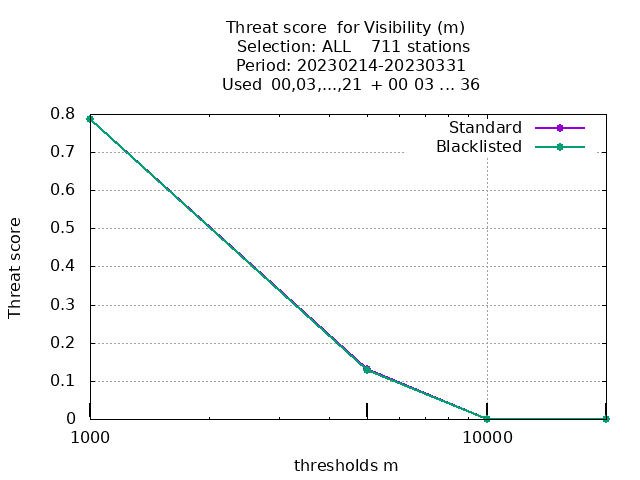 Threat score  for Visibility (m)
Selection: ALL    711 stations
Period: 20230214-20230331
Used  00,03,...,21  + 00 03 ... 36
Standard
Blacklisted
0.8
0.7
0.6
0.5
0.4
0.3
0.2
0.1
0
Threat score
1000
10000
thresholds m